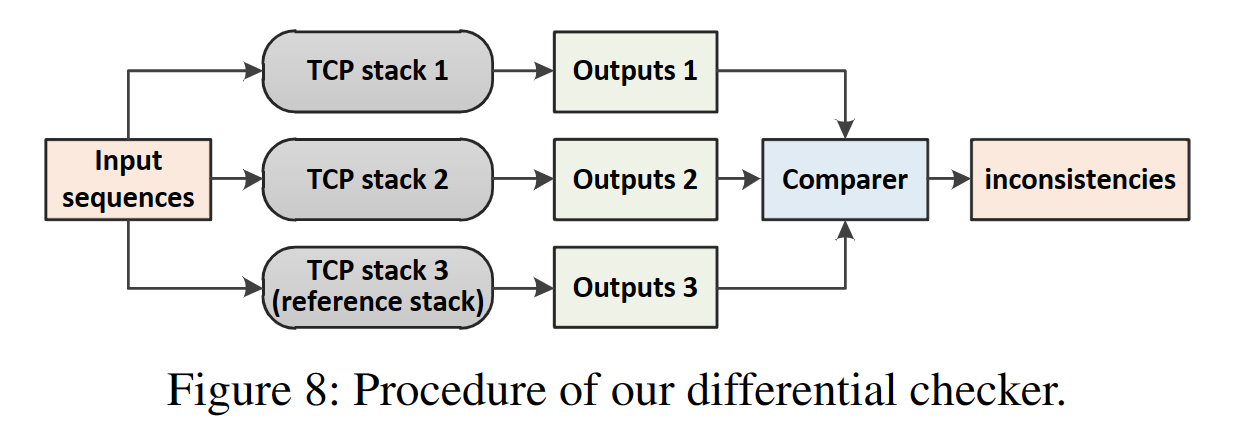 TCP stack 1
Outputs 1
Input
sequences
TCP stack 2
Outputs 2
Comparer
inconsistencies
TCP stack 3
(reference stack)
Outputs 3
Figure 8: Procedure of our differential checker.